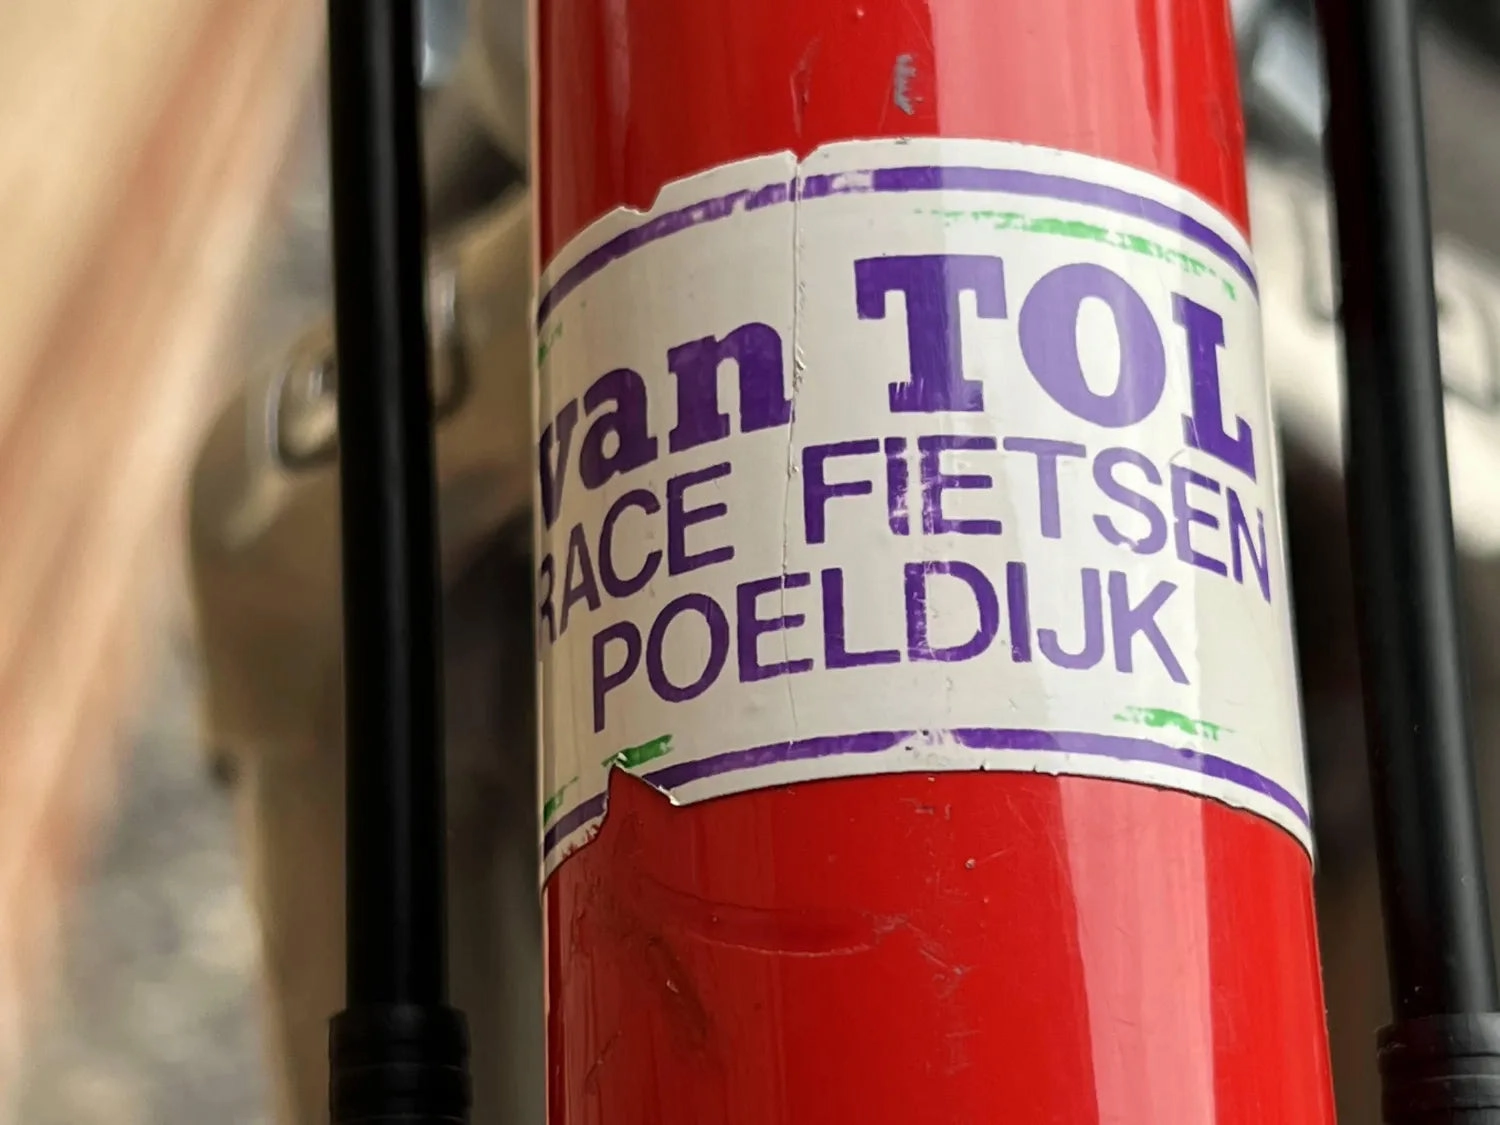 van TOL
RACE FIETSEN
POELDIJK